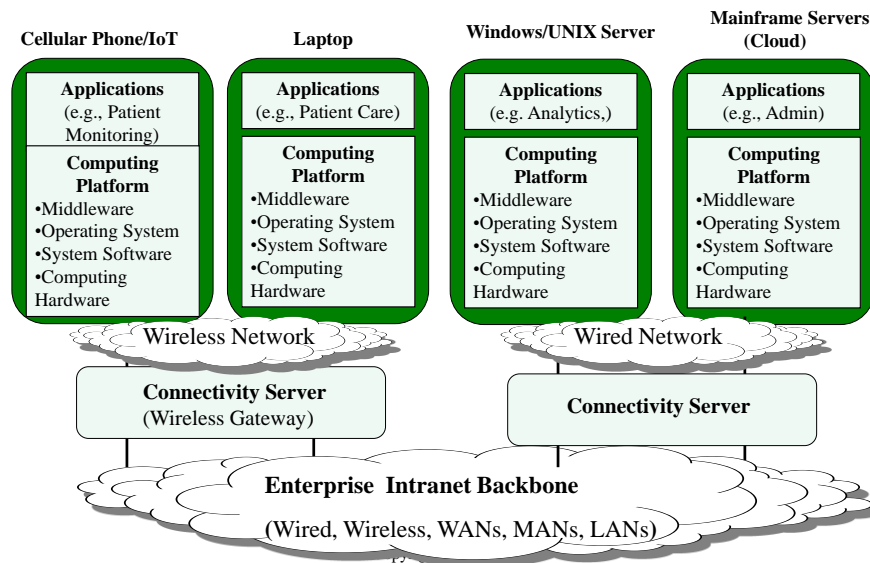 Cellular Phone/IoT
Applications
(e.g., Patient
Monitoring)
Computing
Platform
•Middleware
•Operating System
•System Software
•Computing
Hardware
Laptop
Applications
(e.g., Patient Care)
Computing
Platform
•Middleware
•Operating System
•System Software
•Computing
Hardware
Windows/UNIX Server
Applications
(e.g. Analytics,)
Computing
Platform
•Middleware
•Operating System
•System Software
•Computing
Hardware
Mainframe Servers
(Cloud)
Applications
(e.g., Admin)
Computing
Platform
•Middleware
•Operating System
•System Software
•Computing
Hardware
Wireless Network
Wired Network
Connectivity Server
(Wireless Gateway)
Connectivity Server
Enterprise Intranet Backbone
(Wired, Wireless, WANs, MANs, LANs)